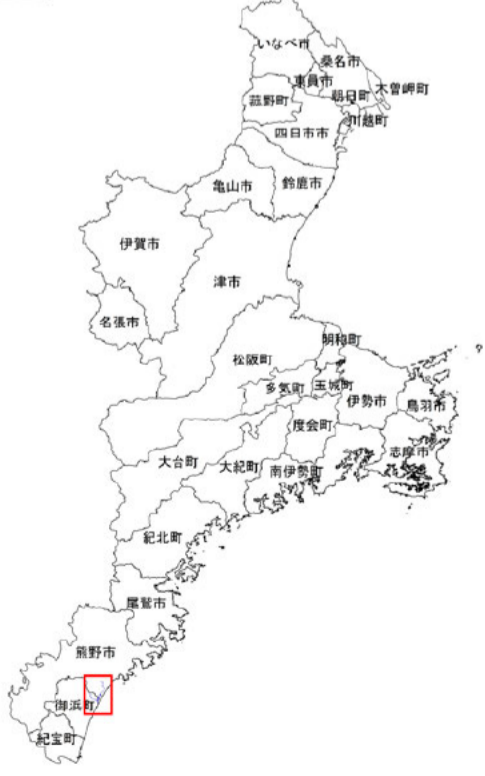 いなべ市
桑名市
東員市
木曽岬町
菰野町
朝日町
川越町
四日市市
亀山市
鈴鹿市
伊賀市
津市
名張市
明和町
松阪町
多気町
玉城町
伊勢市
鳥羽市
度会町
志摩市
大台町
大紀町
南伊勢町
紀北町
尾鷲市
熊野市
御浜町
紀宝町